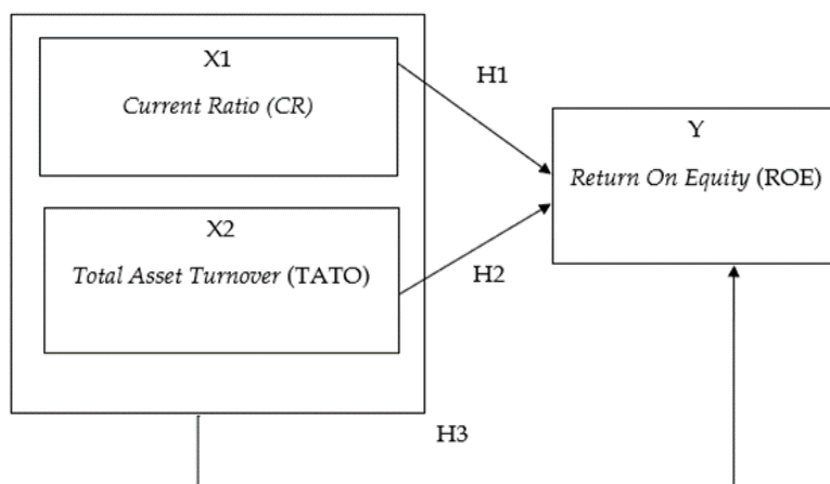 X1
Current Ratio (CR)
H1
Y
Return On Equity (ROE)
X2
Total Asset Turnover (TATO)
H2
H3